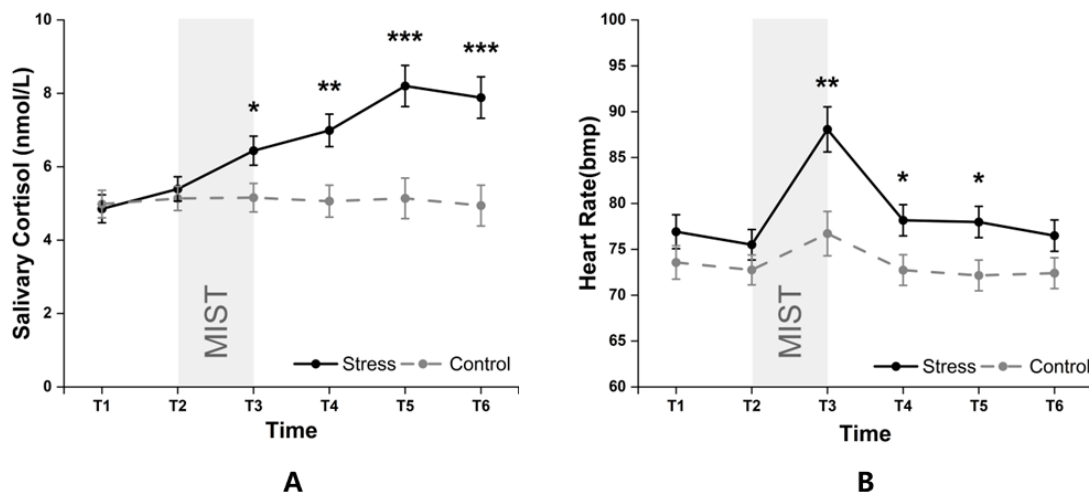 10
8
6
4
2
0
Salivary Cortisol (nmol/L)
*
**
***
***
MIST
Stress
Control
T1 T2 T3 T4 T5 T6
Time
A
100
95
90
85
80
75
70
65
60
Heart Rate(bmp)
**
*
*
MIST
Stress
Control
T1 T2 T3 T4 T5 T6
Time
B